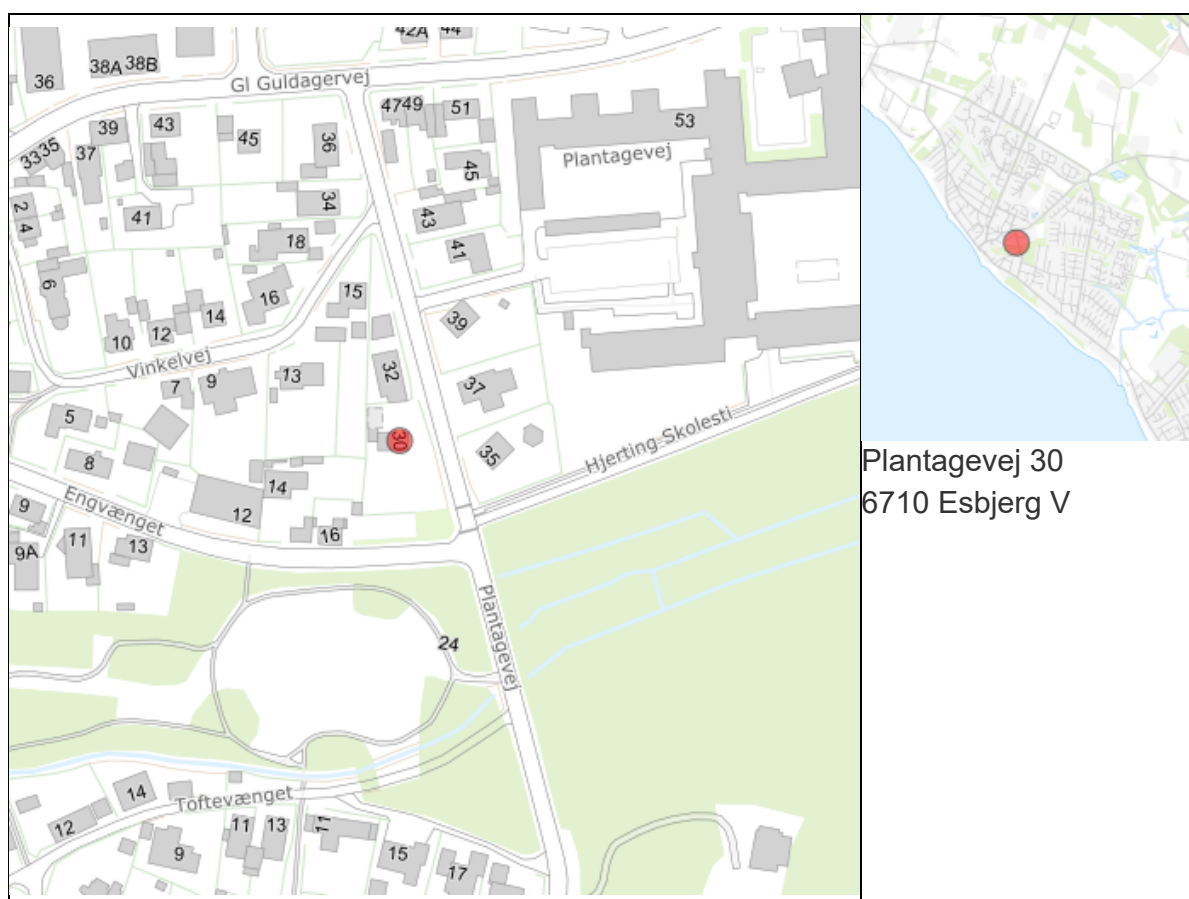 42A 44
38A 38B
36
Gl Guldagervej
47 49 51
53
39 43
45 36
33 35 37
Plantagevej
45
2 34
4 41 43
18 41
6
16 15
14
10 12 39
Vinkelvej
32
7 9 13 37
5
30
35
Hjerting Skolesti
8
14
Engvænget 12
9 16
9A 11 13
Plantagevej
24
Toftevænget
14
12 11 13 11
9 15
17
Plantagevej 30
6710 Esbjerg V